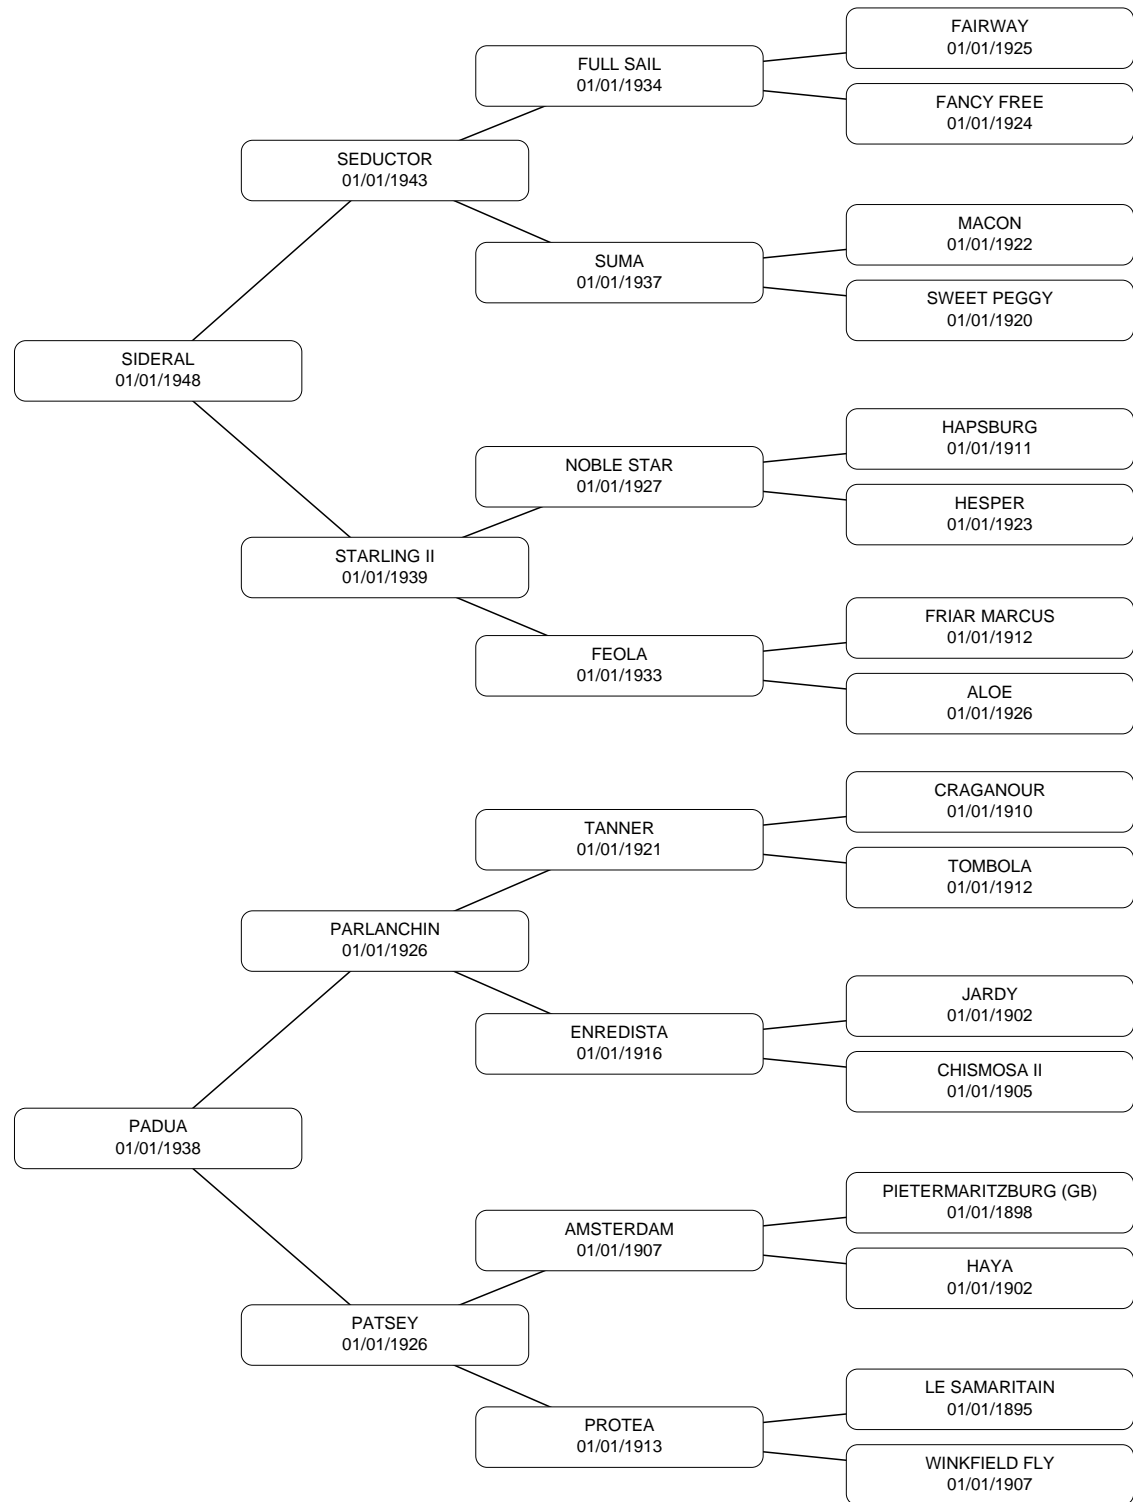 FAIRWAY
01/01/1925
FULL SAIL
01/01/1934
FANCY FREE
01/01/1924
SEDUCTOR
01/01/1943
MACON
01/01/1922
SUMA
01/01/1937
SWEET PEGGY
01/01/1920
SIDERAL
01/01/1948
HAPSBURG
01/01/1911
NOBLE STAR
01/01/1927
HESPER
01/01/1923
STARLING II
01/01/1939
FRIAR MARCUS
01/01/1912
FEOLA
01/01/1933
ALOE
01/01/1926
CRAGANOUR
01/01/1910
TANNER
01/01/1921
TOMBOLA
01/01/1912
PARLANCHIN
01/01/1926
JARDY
01/01/1902
ENREDISTA
01/01/1916
CHISMOSA II
01/01/1905
PADUA
01/01/1938
PIETERMARITZBURG (GB)
01/01/1898
AMSTERDAM
01/01/1907
HAYA
01/01/1902
PATSEY
01/01/1926
LE SAMARITAIN
01/01/1895
PROTEA
01/01/1913
WINKFIELD FLY
01/01/1907